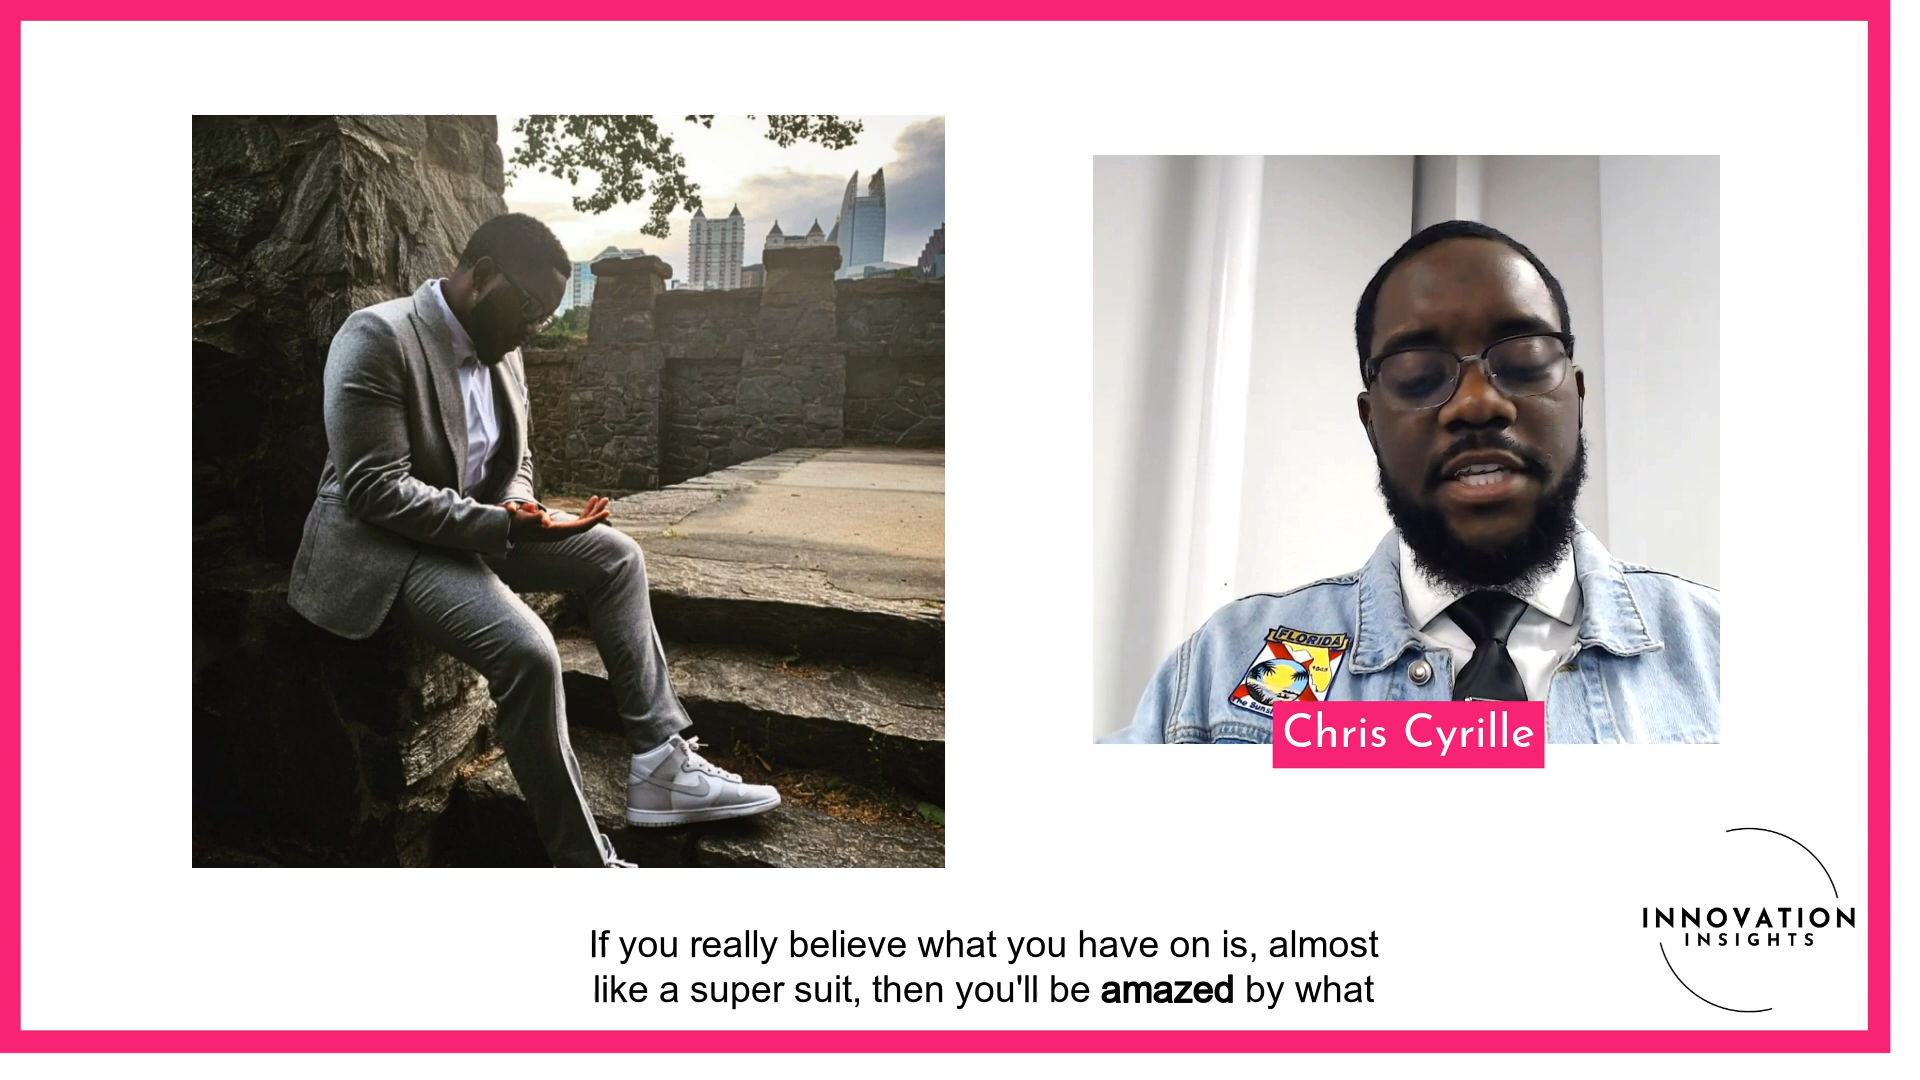 FLORIDA
Chris Cyrille
INNOVATION
INSIGHTS
If you really believe what you have on is, almost
like a super suit, then you'll be amazed by what